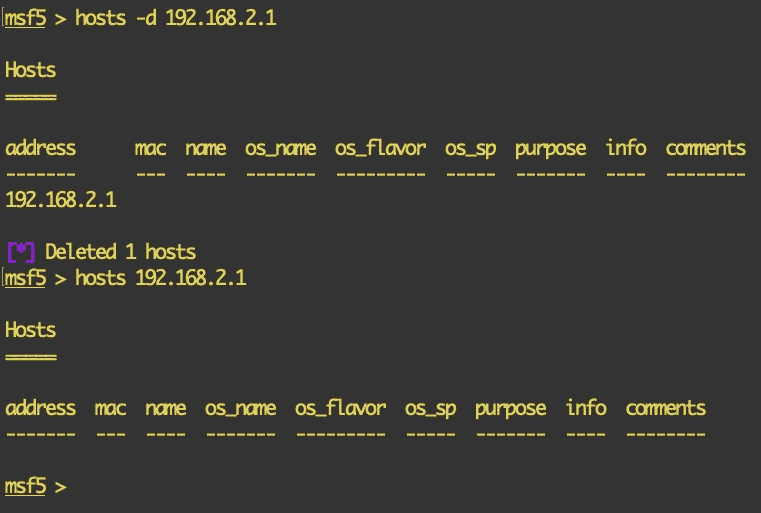 msf5 > hosts -d 192.168.2.1
Hosts
=====
address mac name os_name os_flavor os_sp purpose info comments
------- --- ---- ------- --------- ----- ------- ---- --------
192.168.2.1
[*] Deleted 1 hosts
msf5 > hosts 192.168.2.1
Hosts
=====
address mac name os_name os_flavor os_sp purpose info comments
------- --- ---- ------- --------- ----- ------- ---- --------
msf5 >